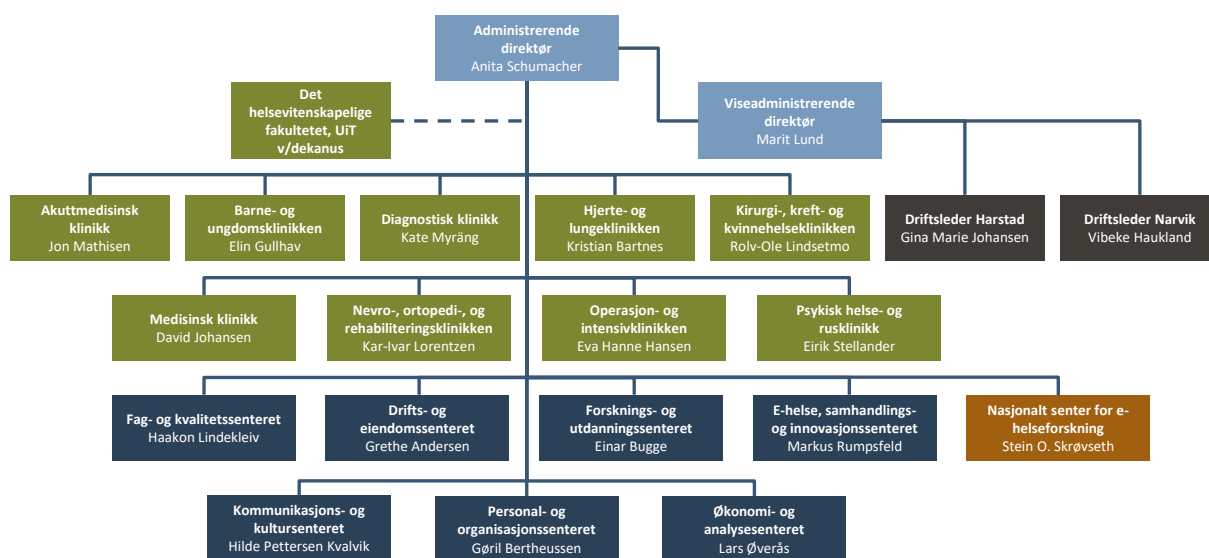 Administrerende
direktør
Anita Schumacher
Det
helsevitenskapelige
fakultetet, UiT
v/dekanus
Viseadministrerende
direktør
Marit Lund
Akuttmedisinsk
klinikk
Jon Mathisen
Barne- og
ungdomsklinikken
Elin Gullhav
Diagnostisk klinikk
Kate Myräng
Hjerte- og
lungeklinikken
Kristian Bartnes
Kirurgi-, kreft- og
kvinnehelseklinikken
Rolv-Ole Lindsetmo
Driftsleder Harstad
Gina Marie Johansen
Driftsleder Narvik
Vibeke Haukland
Medisinsk klinikk
David Johansen
Nevro-, ortopedi-, og
rehabiliteringsklinikken
Kar-Ivar Lorentzen
Operasjon- og
intensivklinikken
Eva Hanne Hansen
Psykisk helse- og
rusklinikk
Eirik Stellander
Fag- og kvalitetssenteret
Haakon Lindekleiv
Drifts- og
eiendomssenteret
Grethe Andersen
Forsknings- og
utdanningssenteret
Einar Bugge
E-helse, samhandlings-
og innovasjonssenteret
Markus Rumpsfeld
Nasjonalt senter for e-
helseforskning
Stein O. Skrøvseth
Kommunikasjons- og
kultursenteret
Hilde Pettersen Kvalvik
Personal- og
organisasjonssenteret
Gøril Bertheussen
Økonomi- og
analysesenteret
Lars Øverås